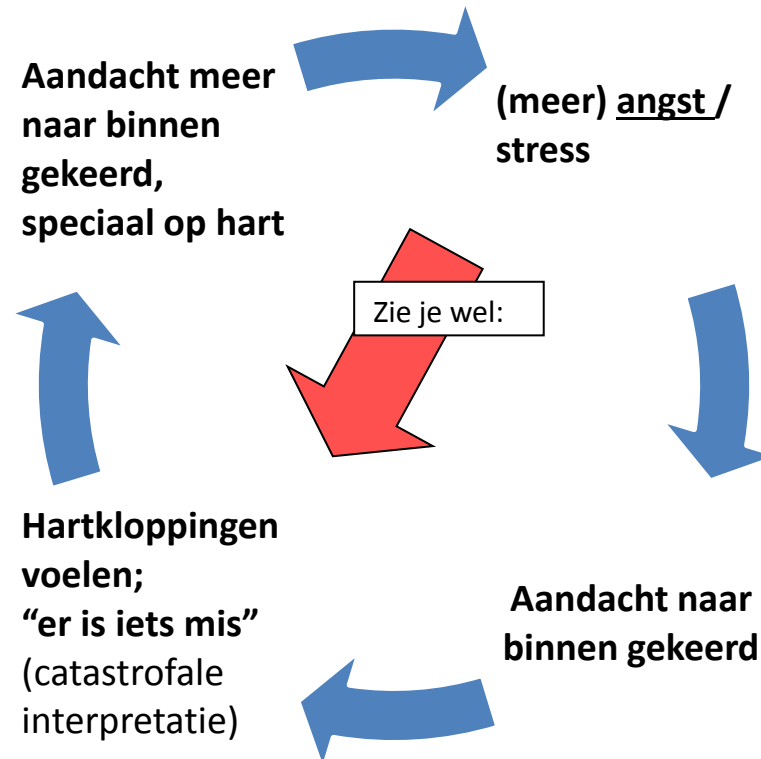 Aandacht meer
naar binnen
gekeerd,
speciaal op hart
(meer) angst /
stress
Zie je wel:
Aandacht naar
binnen gekeerd
Hartkloppingen
voelen;
“er is iets mis”
(catastrofale
interpretatie)